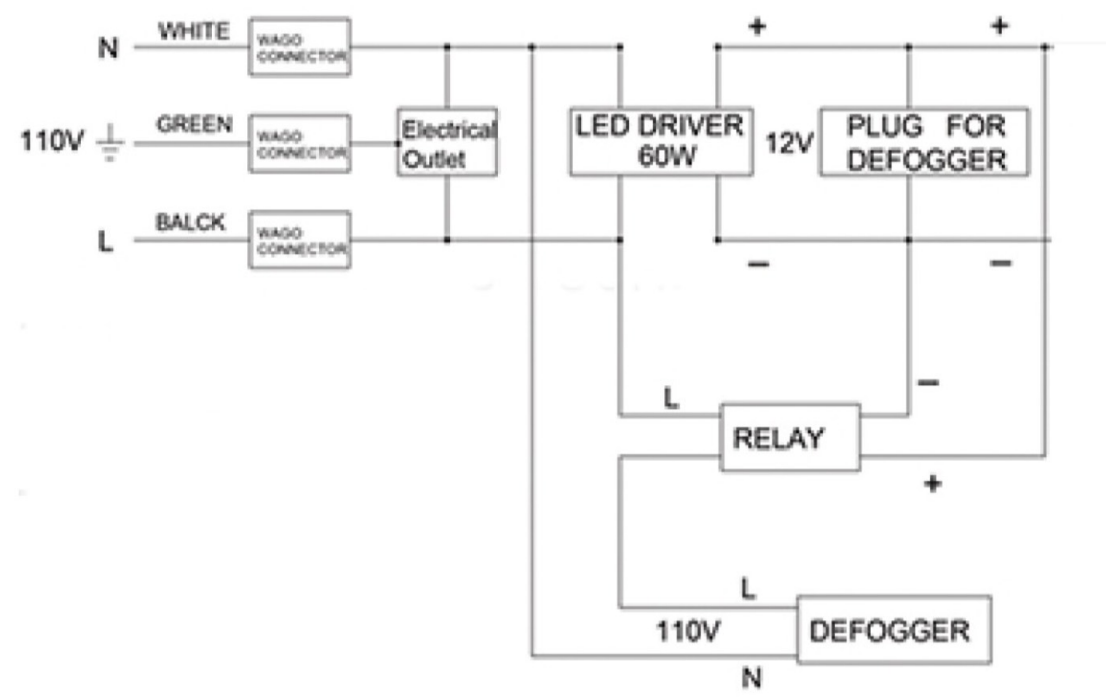 N
WHITE
WAGO
CONNECTOR
+
+
110V
GREEN
WAGO
CONNECTOR
Electrical
Outlet
LED DRIVER
60W
12V
PLUG FOR
DEFOGGER
L
BALCK
WAGO
CONNECTOR
−
−
L
RELAY
−
+
L
110V
N
DEFOGGER